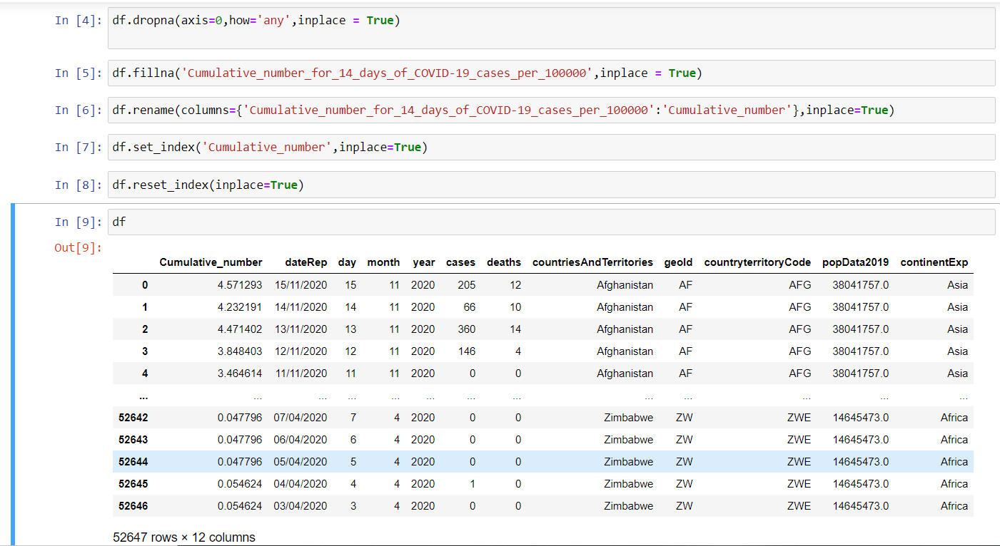 In [4]: df.dropna(axis=0,how='any',inplace = True)
In [5]: df.fillna('Cumulative_number_for_14_days_of_COVID-19_cases_per_100000',inplace = True)
In [6]: df.rename(columns={'Cumulative_number_for_14_days_of_COVID-19_cases_per_100000':'Cumulative_number'},inplace=True)
In [7]: df.set_index('Cumulative_number',inplace=True)
In [8]: df.reset_index(inplace=True)
In [9]: df
Out[9]:
Cumulative_number dateRep day month year cases deaths countriesAndTerritories geoId countryterritoryCode popData2019 continentExp
0 4.571293 15/11/2020 15 11 2020 205 12 Afghanistan AF AFG 38041757.0 Asia
1 4.232191 14/11/2020 14 11 2020 66 10 Afghanistan AF AFG 38041757.0 Asia
2 4.471402 13/11/2020 13 11 2020 360 14 Afghanistan AF AFG 38041757.0 Asia
3 3.848403 12/11/2020 12 11 2020 146 4 Afghanistan AF AFG 38041757.0 Asia
4 3.464614 11/11/2020 11 11 2020 0 0 Afghanistan AF AFG 38041757.0 Asia
... ... ... ... ... ... ... ... ... ... ... ... ...
52642 0.047796 07/04/2020 7 4 2020 0 0 Zimbabwe ZW ZWE 14645473.0 Africa
52643 0.047796 06/04/2020 6 4 2020 0 0 Zimbabwe ZW ZWE 14645473.0 Africa
52644 0.047796 05/04/2020 5 4 2020 0 0 Zimbabwe ZW ZWE 14645473.0 Africa
52645 0.054624 04/04/2020 4 4 2020 1 0 Zimbabwe ZW ZWE 14645473.0 Africa
52646 0.054624 03/04/2020 3 4 2020 0 0 Zimbabwe ZW ZWE 14645473.0 Africa
52647 rows × 12 columns